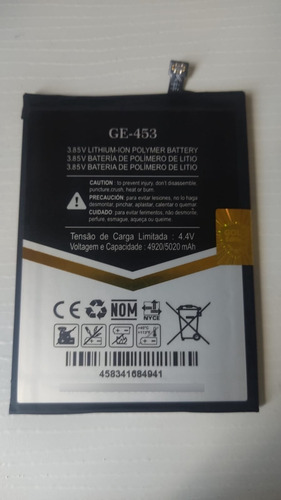 GE-453
3.85V LITHIUM-ION POLYMER BATTERY
3.85V BATERÍA DE POLÍMERO DE LITIO
3.85V BATERIA DE POLÍMERO DE LITIO
CAUTION : to prevent injury, don't disassemble,
puncture,crush, heat or burn.
PRECAUCIÓN : para evitar lesiones, no lo haga
desmontar, pinchar, aplastar, calentar o quemar
CUIDADO: para evitar ferimentos, não desmonte,
perfure, esmague, aqueça ou queime.
Tensão de Carga Limitada : 4.4V
Voltagem e Capacidade : 4920/5020 mAh
NOM
NYCE
458341684941